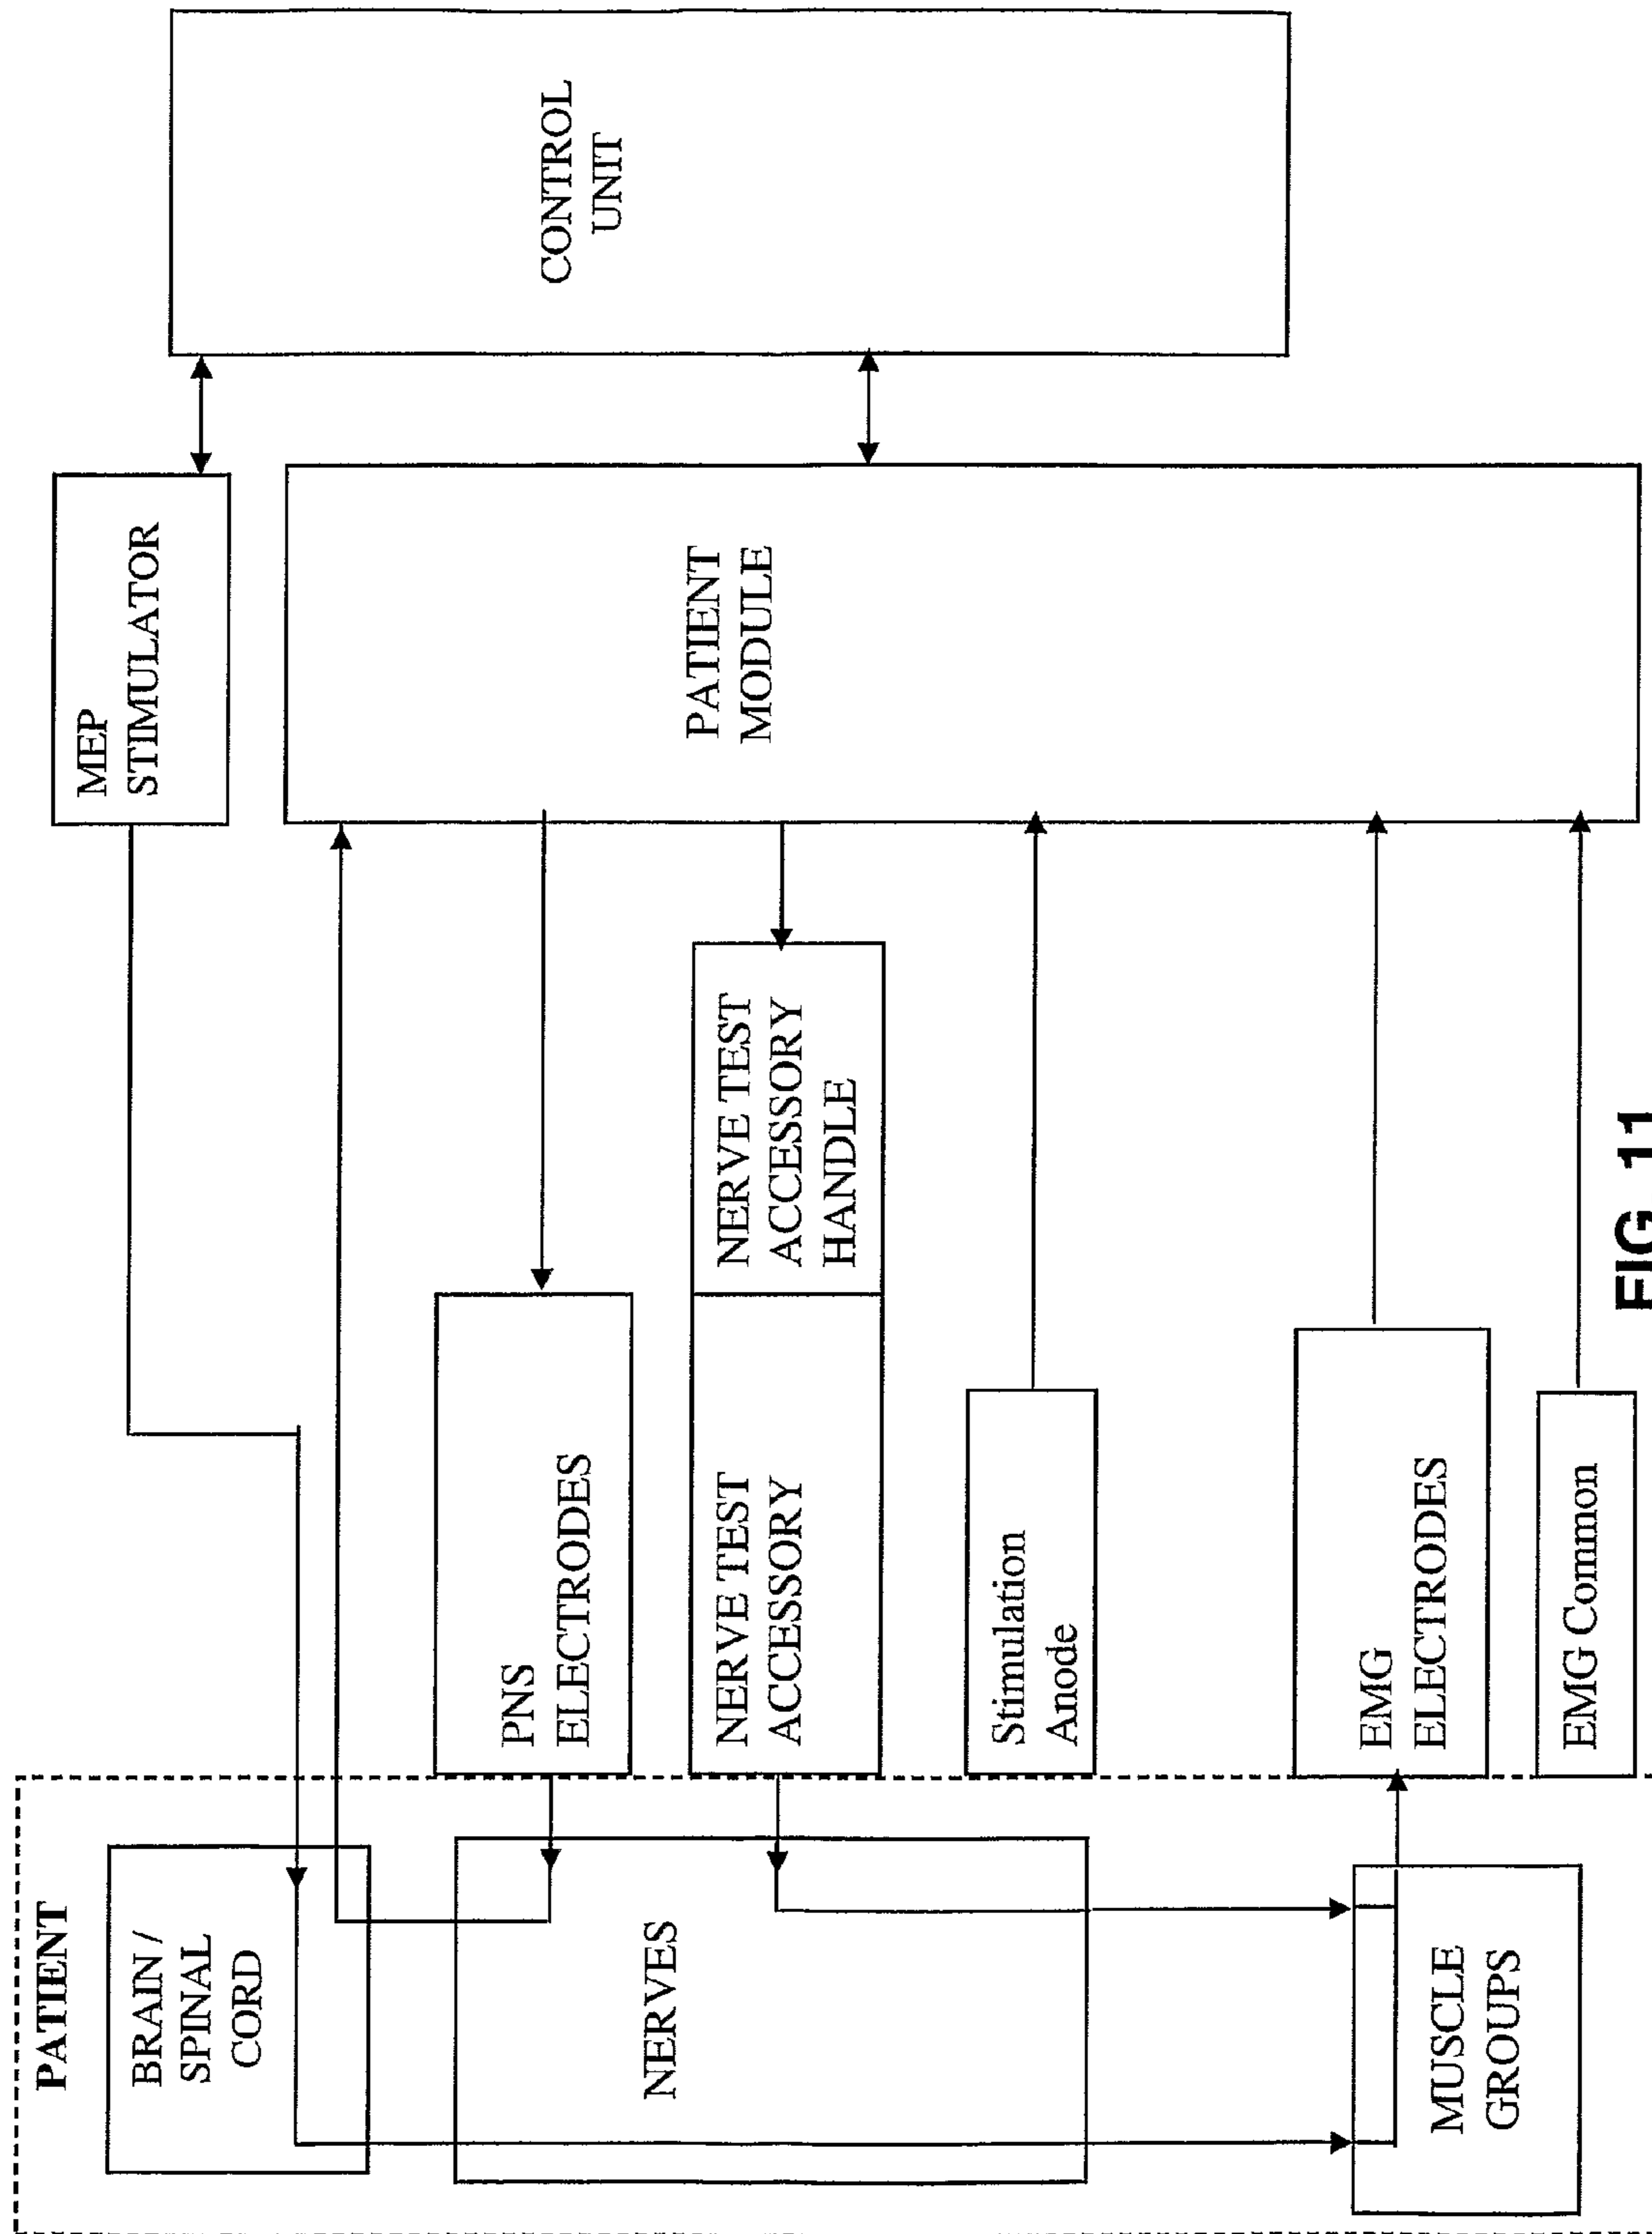 PATIENT
BRAIN /
SPINAL
CORD
NERVES
MUSCLE
GROUPS
PNS
ELECTRODES
NERVE TEST
ACCESSORY
Stimulation
Anode
EMG
ELECTRODES
EMG Common
NERVE TEST
ACCESSORY
HANDLE
MEP
STIMULATOR
PATIENT
MODULE
CONTROL
UNIT
FIG 11